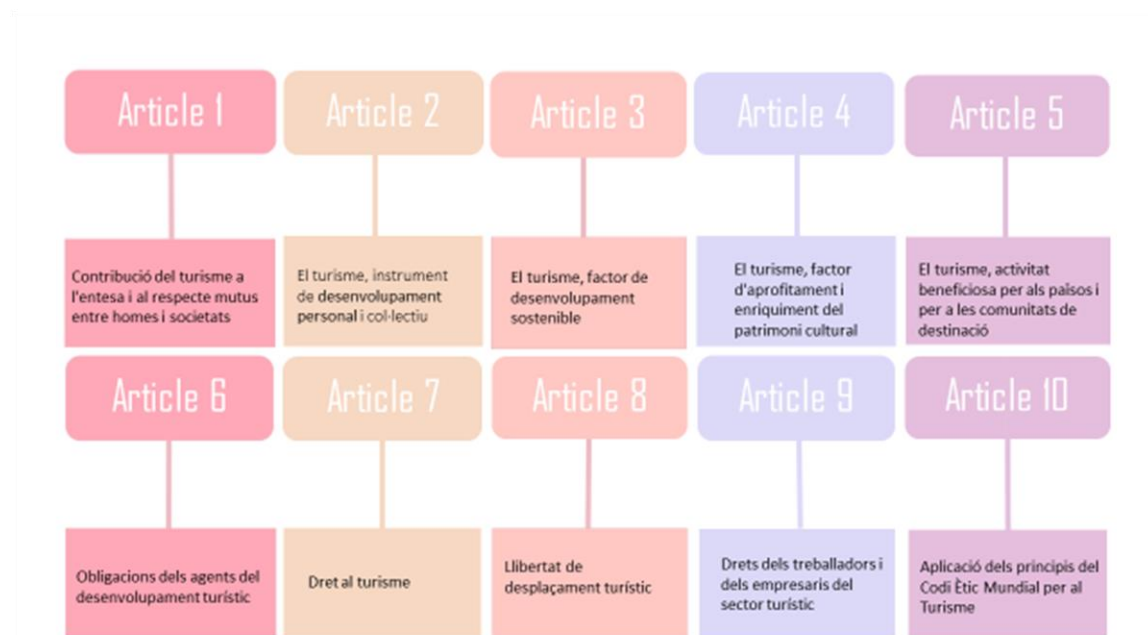 Article 1
Article 2
Article 3
Article 4
Article 5
Contribució del turisme a
l'entesa i al respecte mutus
entre homes i societats
El turisme, instrument
de desenvolupament
personal i col·lectiu
El turisme, factor de
desenvolupament
sostenible
El turisme, factor
d'aprofitament i
enriquiment del
patrimoni cultural
El turisme, activitat
beneficiosa per als països i
per a les comunitats de
destinació
Article 6
Article 7
Article 8
Article 9
Article 10
Obligacions dels agents del
desenvolupament turístic
Dret al turisme
Llibertat de
desplaçament turístic
Drets dels treballadors i
dels empresaris del
sector turístic
Aplicació dels principis del
Codi Ètic Mundial per al
Turisme